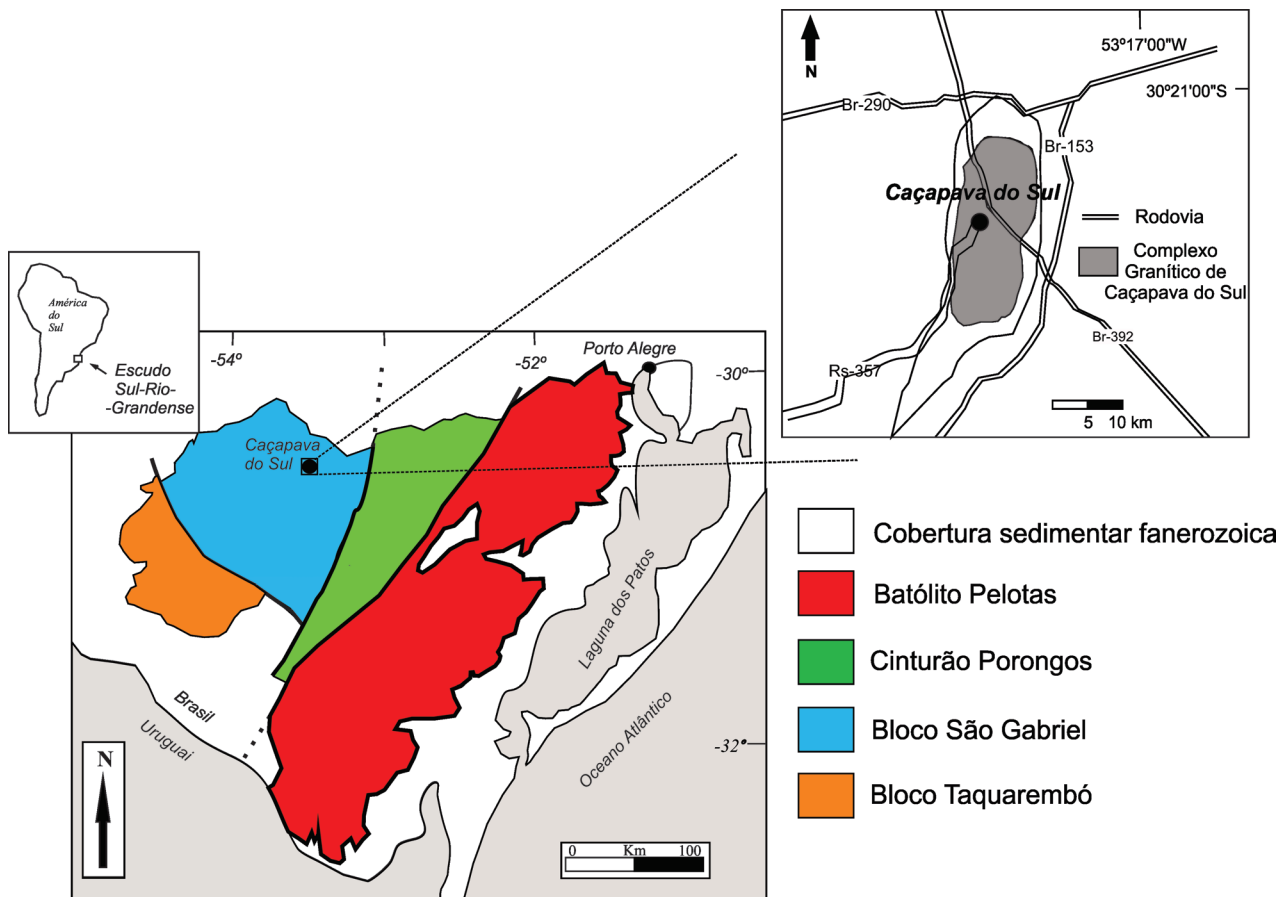 N
53º17'00"W
30º21'00"S
Br-290
Br-153
Caçapava do Sul
Rodovia
Complexo
Granítico de
Caçapava do Sul
Br-392
Rs-357
5 10 km
América
do
Sul
Escudo
Sul-Rio-
-Grandense
-54º
-52º
Porto Alegre
-30º
Caçapava
do Sul
Laguna dos Patos
Oceano Atlântico
Brasil
Uruguai
-32º
N
0 Km 100
Cobertura sedimentar fanerozoica
Batólito Pelotas
Cinturão Porongos
Bloco São Gabriel
Bloco Taquarembó